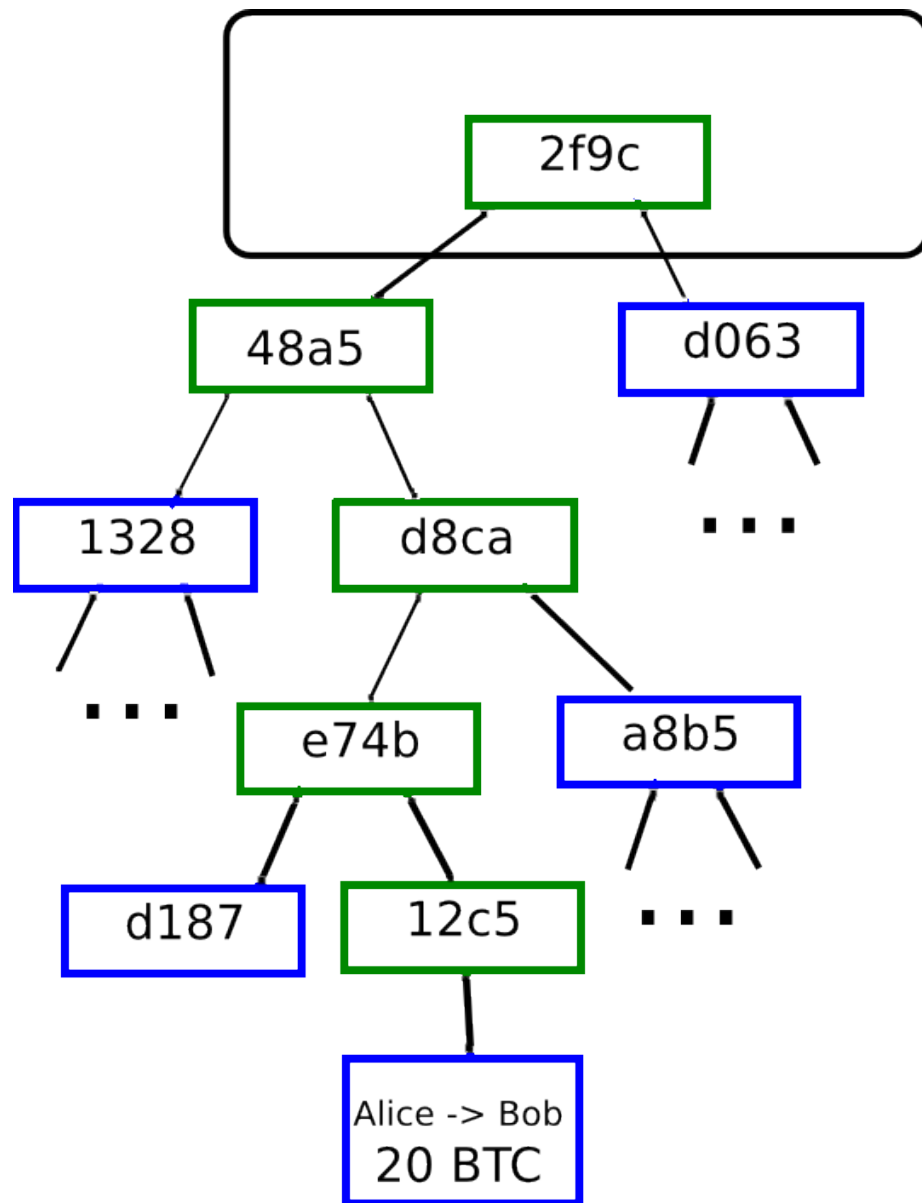 2f9c
48a5
d063
1328
d8ca
. . .
. . .
e74b
a8b5
d187
12c5
. . .
Alice -> Bob
20 BTC